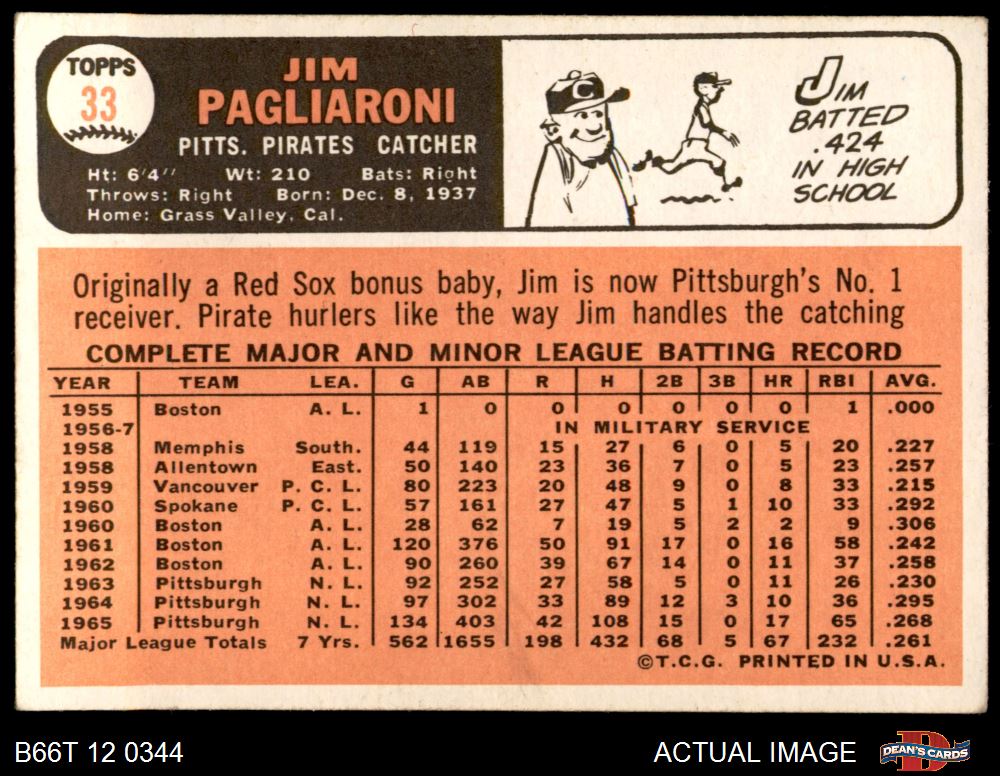 TOPPS
33
JIM
PAGLIARONI
PITTS. PIRATES CATCHER
Ht: 6'4" Wt: 210 Bats: Right
Throws: Right Born: Dec. 8, 1937
Home: Grass Valley, Cal.
C
JIM
BATTED
.424
IN HIGH
SCHOOL
Originally a Red Sox bonus baby, Jim is now Pittsburgh's No. 1
receiver. Pirate hurlers like the way Jim handles the catching
COMPLETE MAJOR AND MINOR LEAGUE BATTING RECORD
YEAR TEAM LEA. G AB R H 2B 3B HR RBI AVG.
1955 Boston A. L. 1 0 0 0 0 0 0 1 .000
1956-7 IN MILITARY SERVICE
1958 Memphis South. 44 119 15 27 6 0 5 20 .227
1958 Allentown East. 50 140 23 36 7 0 5 23 .257
1959 Vancouver P. C. L. 80 223 20 48 9 0 8 33 .215
1960 Spokane P. C. L. 57 161 27 47 5 1 10 33 .292
1960 Boston A. L. 28 62 7 19 5 2 2 9 .306
1961 Boston A. L. 120 376 50 91 17 0 16 58 .242
1962 Boston A. L. 90 260 39 67 14 0 11 37 .258
1963 Pittsburgh N. L. 92 252 27 58 5 0 11 26 .230
1964 Pittsburgh N. L. 97 302 33 89 12 3 10 36 .295
1965 Pittsburgh N. L. 134 403 42 108 15 0 17 65 .268
Major League Totals 7 Yrs. 562 1655 198 432 68 5 67 232 .261
©T.C.G. PRINTED IN U.S.A.
B66T 12 0344
ACTUAL IMAGE
DEAN'S CARDS